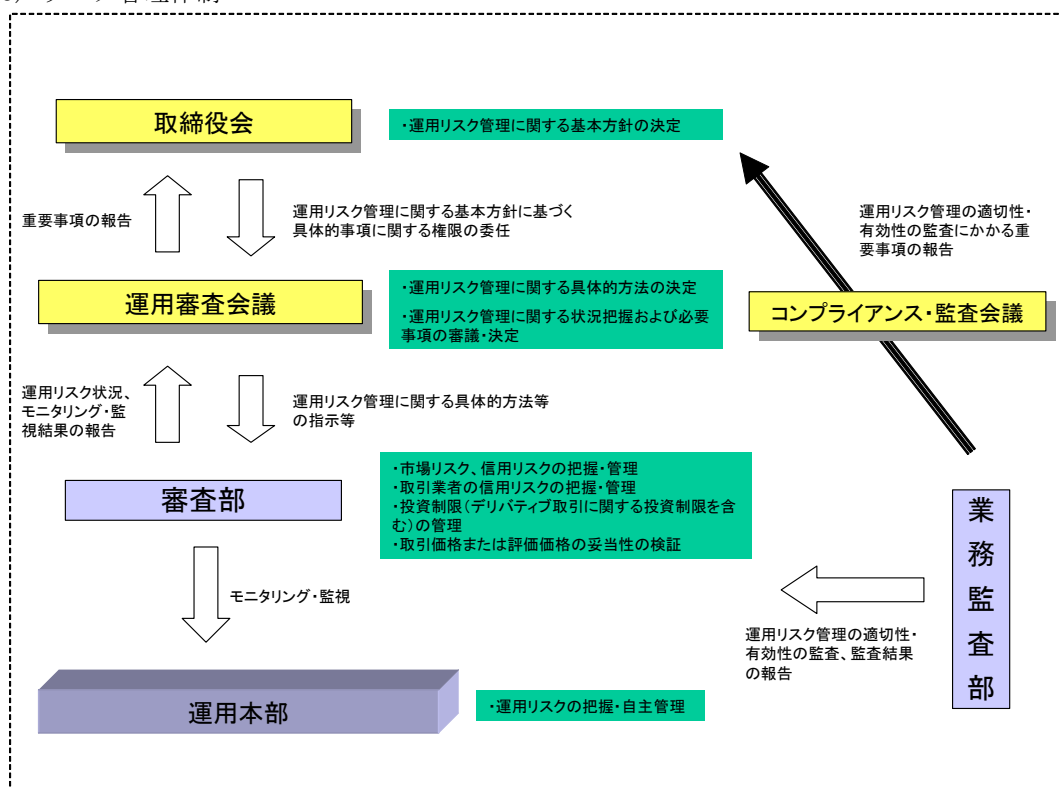 取締役会
・運用リスク管理に関する基本方針の決定
重要事項の報告
運用リスク管理に関する基本方針に基づく
具体的事項に関する権限の委任
運用リスク管理の適切性・
有効性の監査にかかる重
要事項の報告
運用審査会議
・運用リスク管理に関する具体的方法の決定
・運用リスク管理に関する状況把握および必要
事項の審議・決定
コンプライアンス・監査会議
運用リスク状況、
モニタリング・監
視結果の報告
運用リスク管理に関する具体的方法等
の指示等
審査部
・市場リスク、信用リスクの把握・管理
・取引業者の信用リスクの把握・管理
・投資制限(デリバティブ取引に関する投資制限を含
む)の管理
・取引価格または評価価格の妥当性の検証
業務監査部
モニタリング・監視
運用リスク管理の適切性・
有効性の監査、監査結果
の報告
運用本部
・運用リスクの把握・自主管理